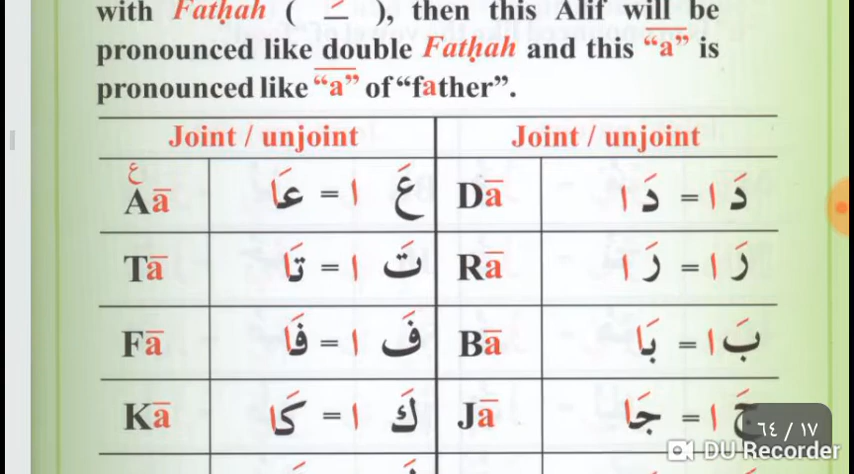 with Fatḥah ( ـَ ), then this Alif will be
pronounced like double Fatḥah and this “a̅” is
pronounced like “a̅” of “father”.
Joint / unjoint Joint / unjoint
Aā ع عَ ا = عَا Dā دَ ا = دَ ا
Tā تَ ا = تَا Rā رَ ا = رَ ا
Fā فَ ا = فَا Bā بَ ا = بَا
Kā كَ ا = كَا Jā جَ ا = جَا
٦٤ / ١٧
DU Recorder